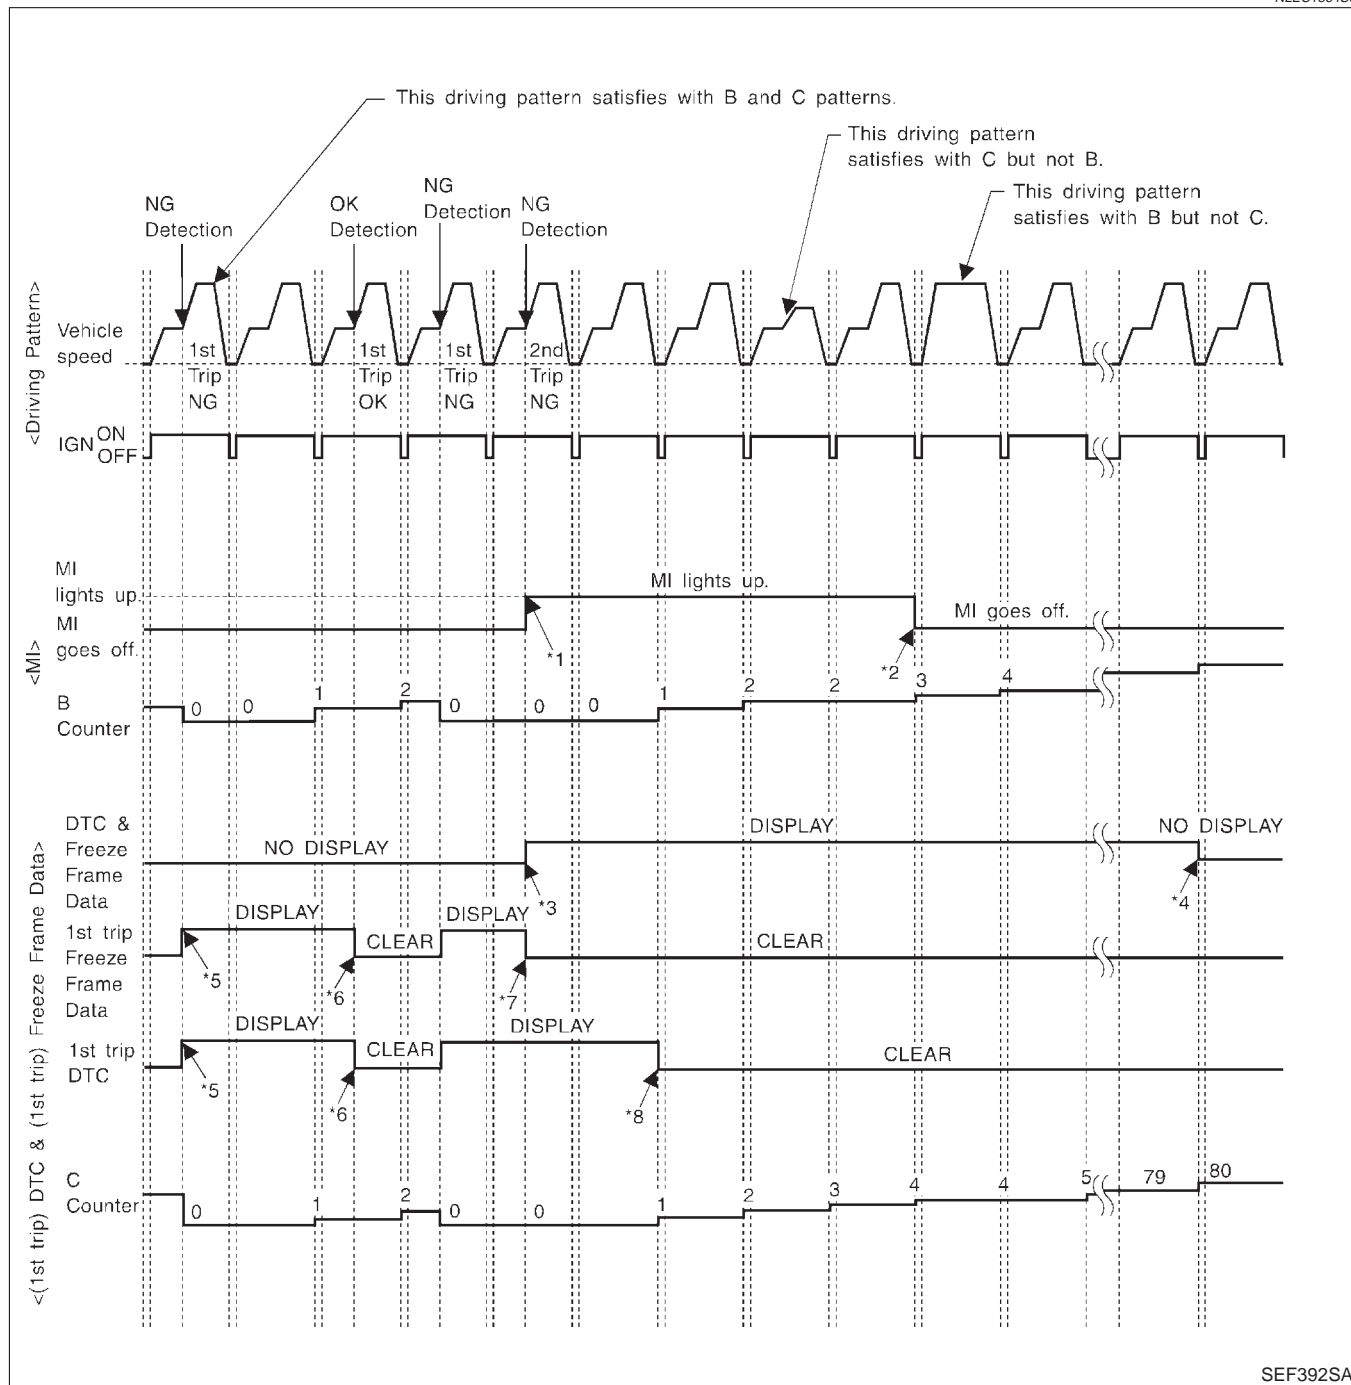 This driving pattern satisfies with B and C patterns.
This driving pattern
satisfies with C but not B.
This driving pattern
satisfies with B but not C.
NG
Detection
OK
Detection
NG
Detection
NG
Detection
<Driving Pattern>
Vehicle
speed
1st
Trip
NG
1st
Trip
OK
1st
Trip
NG
2nd
Trip
NG
IGN ON
OFF
<MI>
MI
lights up.
MI lights up.
MI
goes off.
MI goes off.
*1
*2
B
Counter
0 0 1 2 0 0 0 1 2 2 3 4
<(1st trip) DTC & (1st trip) Freeze Frame Data>
DTC &
Freeze
Frame
Data
NO DISPLAY
DISPLAY
NO DISPLAY
*3
*4
1st trip
Freeze
Frame
Data
DISPLAY
CLEAR
DISPLAY
CLEAR
*5
*6
*7
1st trip
DTC
DISPLAY
CLEAR
DISPLAY
CLEAR
*5
*6
*8
C
Counter
0 1 2 0 0 1 2 3 4 4 5 79 80
SEF392SA